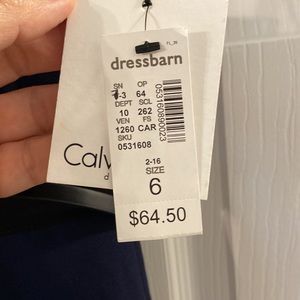 dressbarn
SN OP
-3 64
DEPT SCL
10 262
VEN FS
1260 CAR
SKU
0531608
0531608900023
2-16
SIZE
6
$64.50
Calv
d